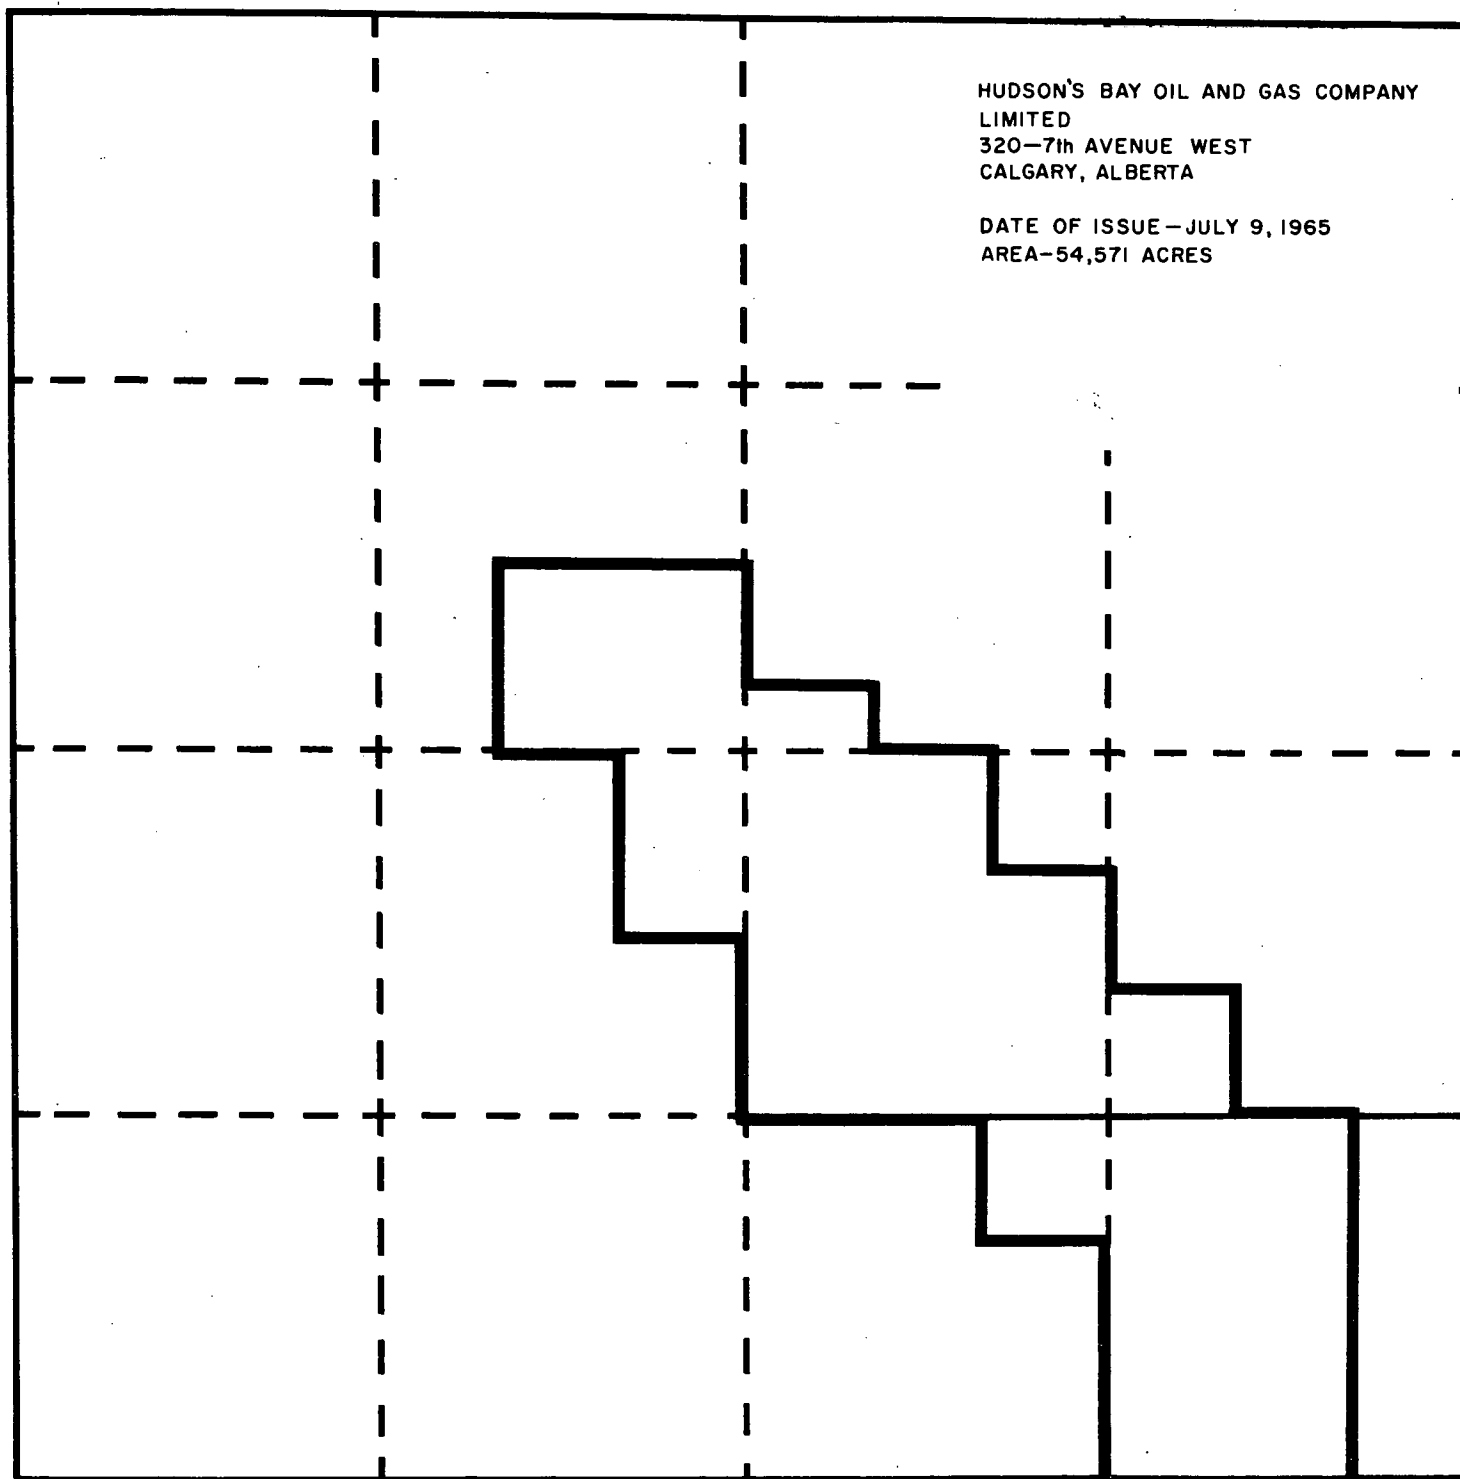 HUDSON'S BAY OIL AND GAS COMPANY
LIMITED
320-7th AVENUE WEST
CALGARY, ALBERTA
DATE OF ISSUE-JULY 9, 1965
AREA-54,571 ACRES